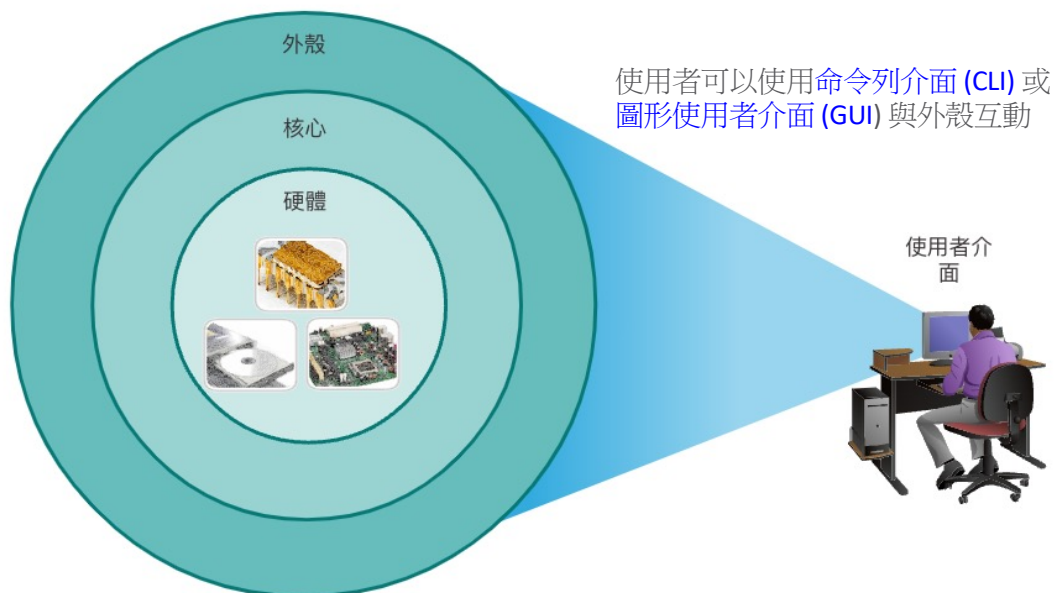 外殼
核心
硬體
使用者可以使用命令列介面 (CLI) 或
圖形使用者介面 (GUI) 與外殼互動
使用者介
面